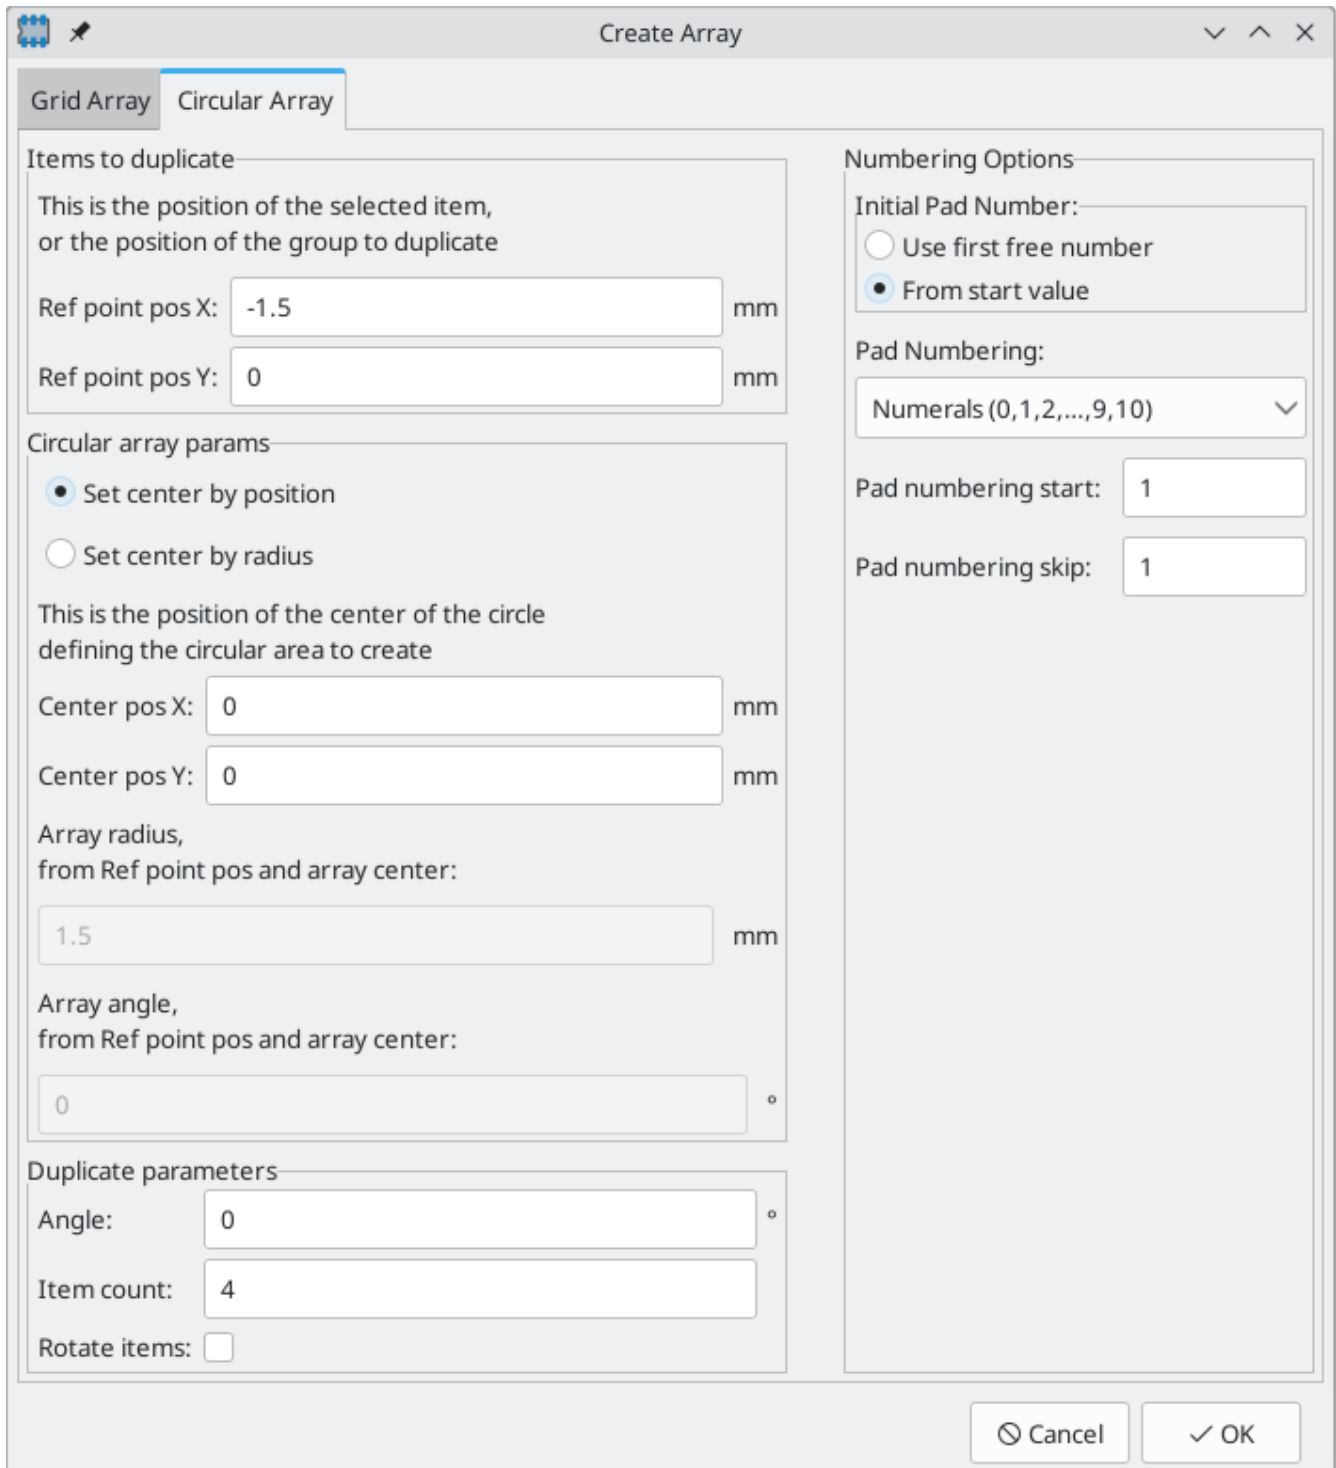 Create Array
Grid Array
Circular Array
Items to duplicate
This is the position of the selected item,
or the position of the group to duplicate
Ref point pos X: -1.5 mm
Ref point pos Y: 0 mm
Circular array params
Set center by position
Set center by radius
This is the position of the center of the circle
defining the circular area to create
Center pos X: 0 mm
Center pos Y: 0 mm
Array radius,
from Ref point pos and array center:
1.5 mm
Array angle,
from Ref point pos and array center:
0 °
Duplicate parameters
Angle: 0 °
Item count: 4
Rotate items:
Numbering Options
Initial Pad Number:
Use first free number
From start value
Pad Numbering:
Numerals (0,1,2,...,9,10)
Pad numbering start: 1
Pad numbering skip: 1
Cancel
OK